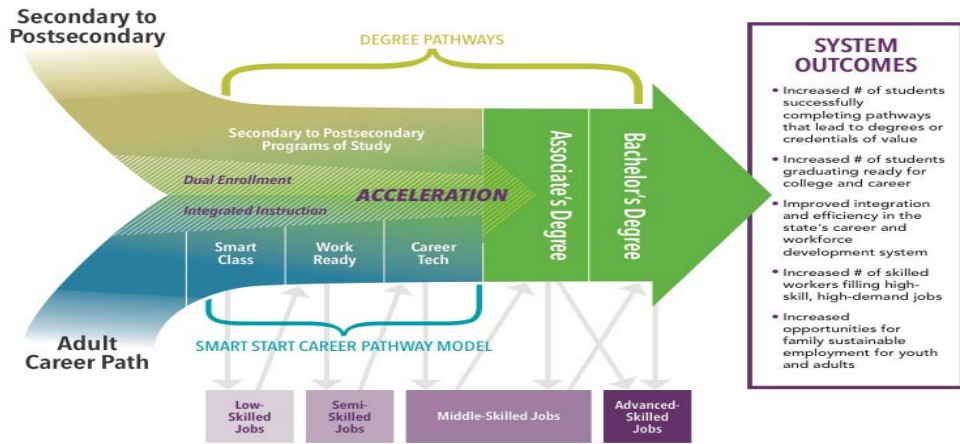 Secondary to
Postsecondary
DEGREE PATHWAYS
Secondary to Postsecondary
Programs of Study
Dual Enrollment
ACCELERATION
Integrated Instruction
Smart
Class
Work
Ready
Career
Tech
Associate's Degree
Bachelor's Degree
Adult
Career Path
SMART START CAREER PATHWAY MODEL
Low-
Skilled
Jobs
Semi-
Skilled
Jobs
Middle-Skilled Jobs
Advanced-
Skilled
Jobs
SYSTEM
OUTCOMES
• Increased # of students
successfully
completing pathways
that lead to degrees or
credentials of value
• Increased # of students
graduating ready for
college and career
• Improved integration
and efficiency in the
state's career and
workforce
development system
• Increased # of skilled
workers filling high-
skill, high-demand jobs
• Increased
opportunities for
family sustainable
employment for youth
and adults